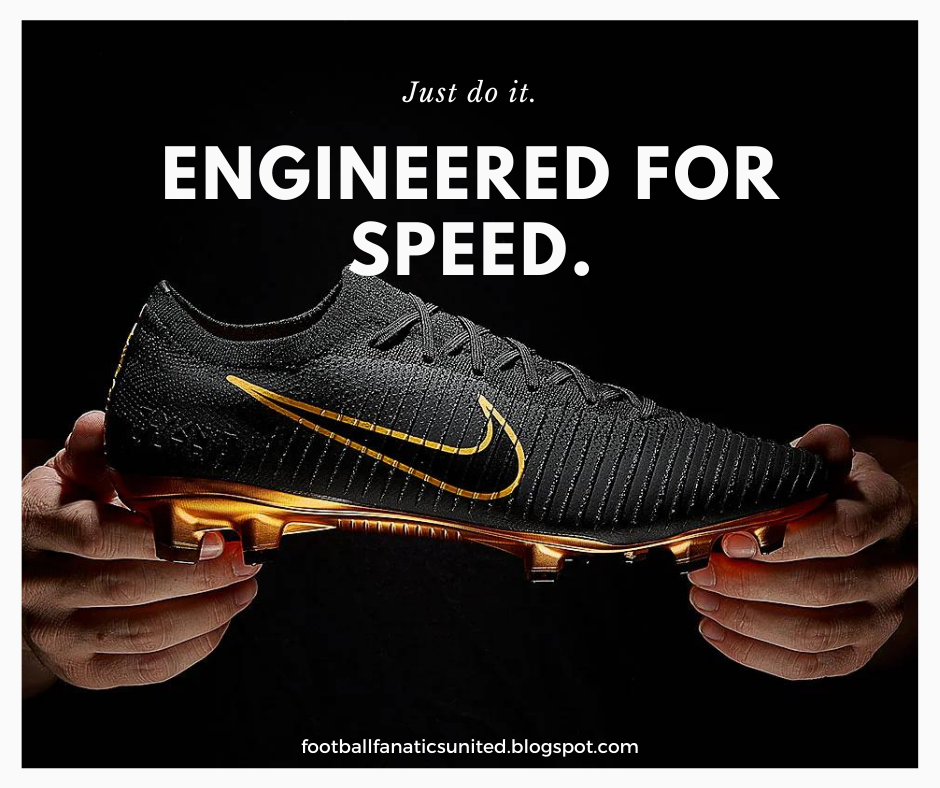 Just do it.
ENGINEERED FOR
SPEED.
footballfanaticsunited.blogspot.com